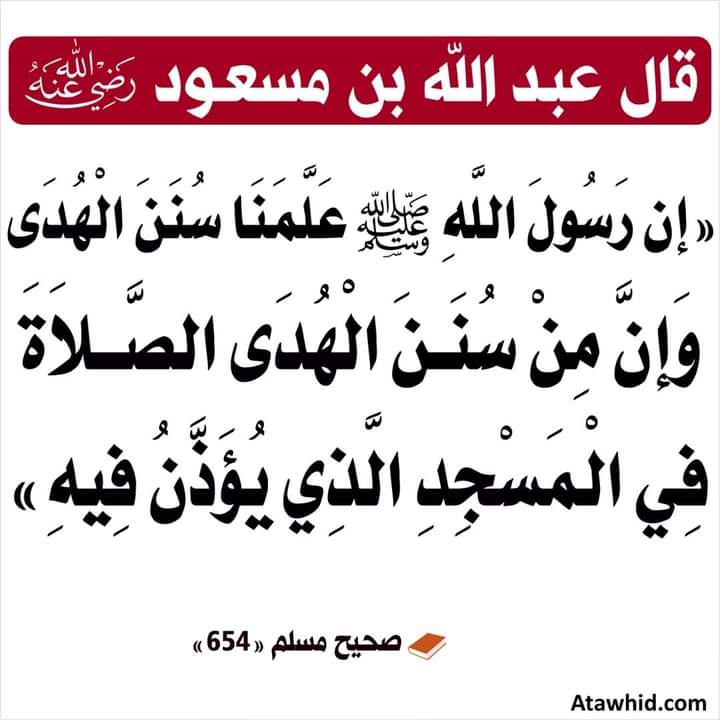 قال عبد الله بن مسعود رَضِيَ اللهُ عَنْهُ
« إن رَسُولَ اللَّهِ ﷺ عَلَّمَنَا سُنَنَ الْهُدَى
وَإِنَّ مِنْ سُنَنَ الْهُدَى الصَّلَاةَ
فِي الْمَسْجِدِ الَّذِي يُؤَذَّنُ فِيهِ »
صحيح مسلم « 654 »
Atawhid.com